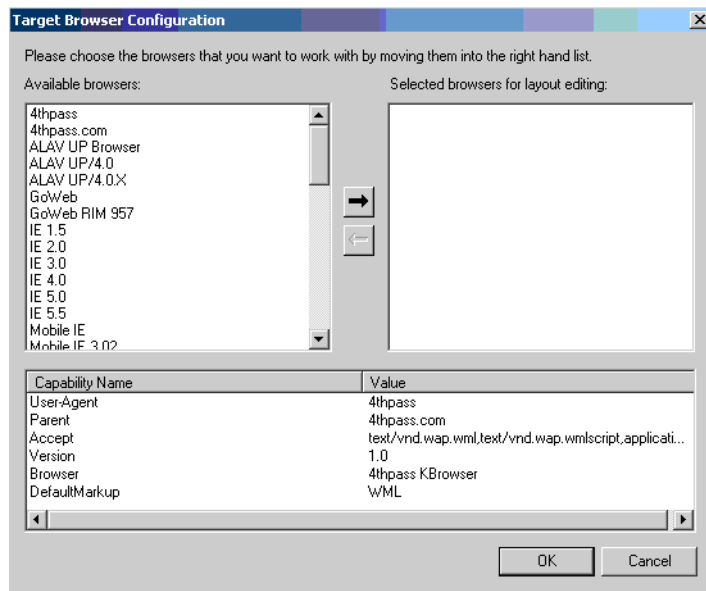 Target Browser Configuration
Please choose the browsers that you want to work with by moving them into the right hand list.
Available browsers:
Selected browsers for layout editing:
4thpass
4thpass.com
ALAV UP Browser
ALAV UP/4.0
ALAV UP/4.0.X
GoWeb
GoWeb RIM 957
IE 1.5
IE 2.0
IE 3.0
IE 4.0
IE 5.0
IE 5.5
Mobile IE
Mobile IE 3.02
Capability Name Value
User-Agent 4thpass
Parent 4thpass.com
Accept text/vnd.wap.wml,text/vnd.wap.wmlscript,applicati...
Version 1.0
Browser 4thpass KBrowser
DefaultMarkup WML
OK Cancel